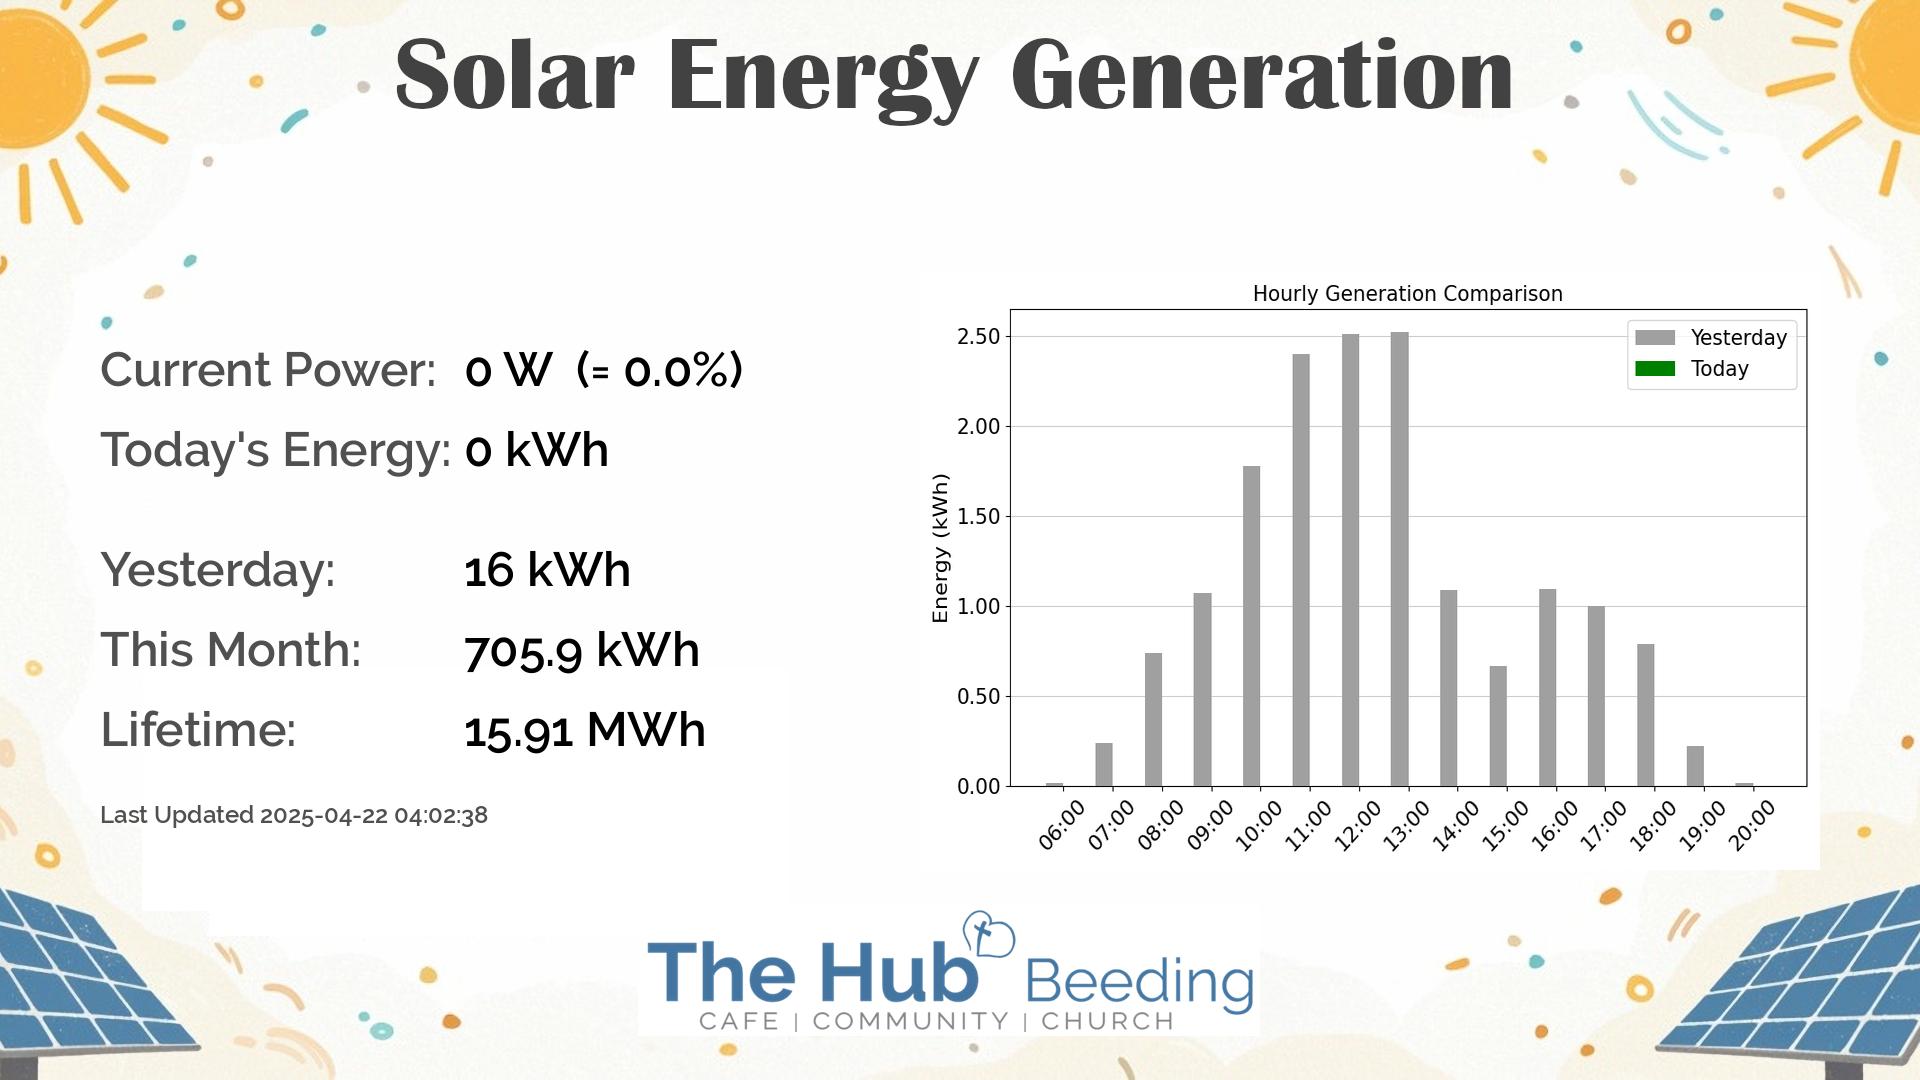 Solar Energy Generation
Current Power: 0 W (= 0.0%)
Today's Energy: 0 kWh
Yesterday: 16 kWh
This Month: 705.9 kWh
Lifetime: 15.91 MWh
Last Updated 2025-04-22 04:02:38
Hourly Generation Comparison
Yesterday
Today
Energy (kWh)
2.50
2.00
1.50
1.00
0.50
0.00
06:00 07:00 08:00 09:00 10:00 11:00 12:00 13:00 14:00 15:00 16:00 17:00 18:00 19:00 20:00
The Hub Beeding
CAFE | COMMUNITY | CHURCH